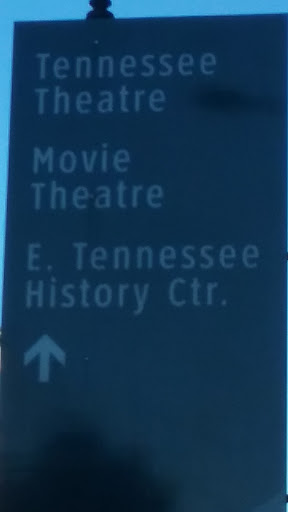 Tennessee
Theatre
Movie
Theatre
E. Tennessee
History Ctr.